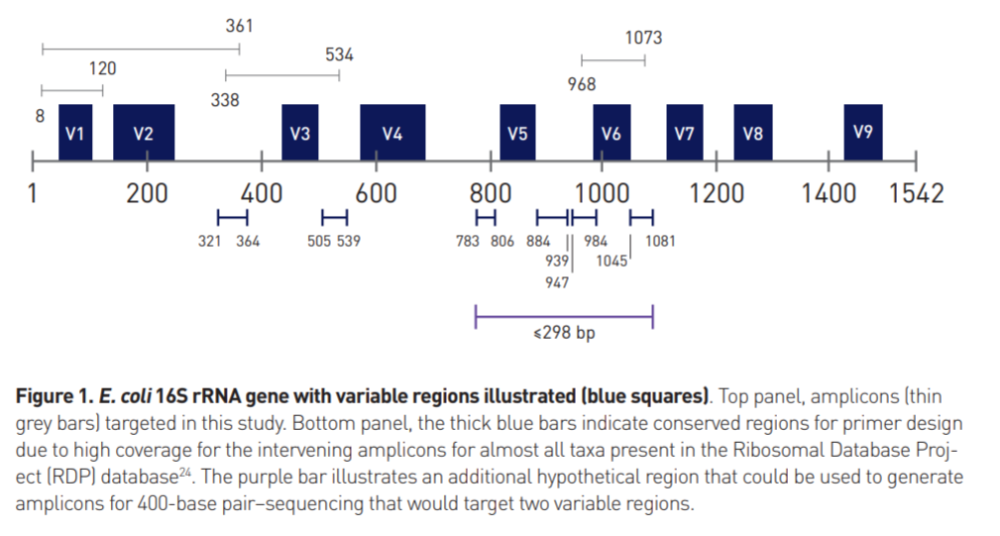 361
120
534
1073
968
338
8
V1 V2 V3 V4 V5 V6 V7 V8 V9
1 200 400 600 800 1000 1200 1400 1542
321 364 505 539 783 806 884 984 1081
939 1045
947
≤298 bp
Figure 1. E. coli 16S rRNA gene with variable regions illustrated (blue squares). Top panel, amplicons (thin
grey bars) targeted in this study. Bottom panel, the thick blue bars indicate conserved regions for primer design
due to high coverage for the intervening amplicons for almost all taxa present in the Ribosomal Database Proj-
ect (RDP) database24. The purple bar illustrates an additional hypothetical region that could be used to generate
amplicons for 400-base pair–sequencing that would target two variable regions.